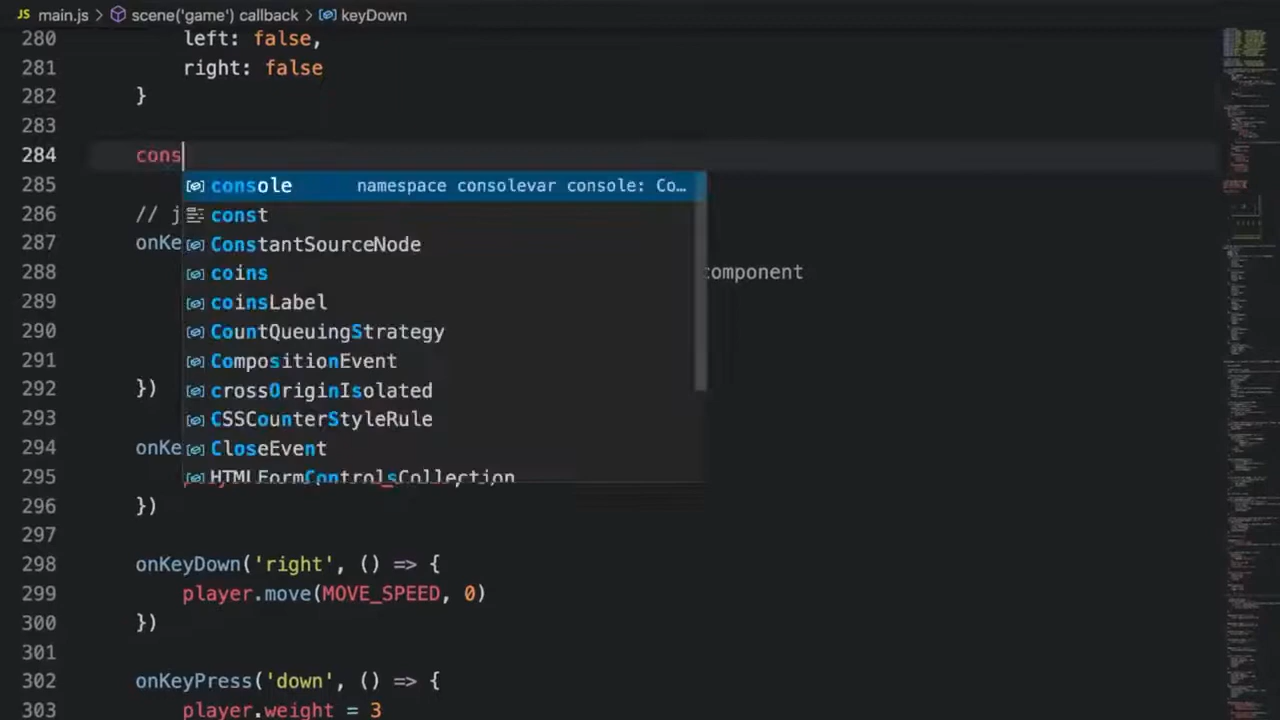 JS main.js > scene('game') callback > keyDown
280 left: false,
281 right: false
282 }
283
284 cons
285 console namespace consolevar console: Co…
286 // j const
287 onKe ConstantSourceNode
288 coins component
289 coinsLabel
290 CountQueuingStrategy
291 CompositionEvent
292 }) crossOriginIsolated
293 CSSCounterStyleRule
294 onKe CloseEvent
295 HTMLFormControlsCollection
296 })
297
298 onKeyDown('right', () => {
299 player.move(MOVE_SPEED, 0)
300 })
301
302 onKeyPress('down', () => {
303 player.weight = 3